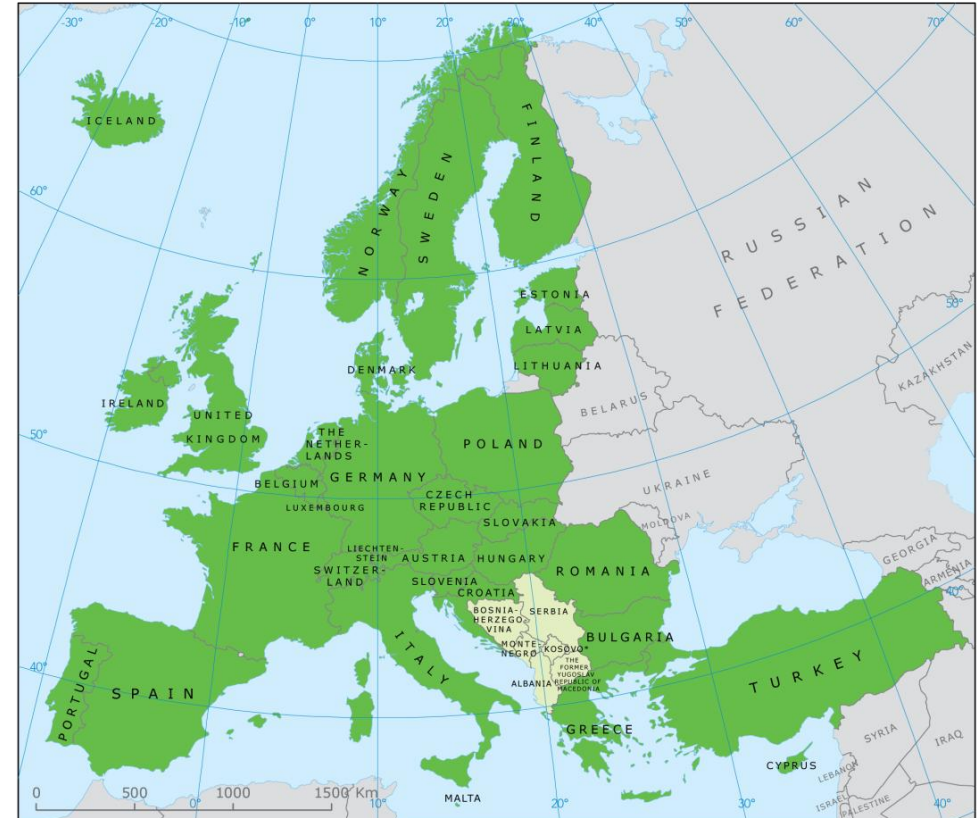 -30°
-20°
-10°
0°
10°
20°
30°
40°
50°
60°
70°
ICELAND
FINLAND
NORWAY
SWEDEN
60°
RUSSIAN
FEDERATION
ESTONIA
50°
LATVIA
LITHUANIA
DENMARK
KAZAKHSTAN
IRELAND
UNITED
KINGDOM
BELARUS
THE
NETHER-
LANDS
50°
POLAND
GERMANY
BELGIUM
UKRAINE
CZECH
REPUBLIC
LUXEMBOURG
SLOVAKIA
MOLDOVA
FRANCE
LIECHTEN-
STEIN
AUSTRIA
HUNGARY
GEORGIA
SWITZER-
LAND
ROMANIA
ARMENIA
SLOVENIA
CROATIA
40°
BOSNIA-
HERZEGO-
VINA
SERBIA
ITALY
MONTE-
NEGRO
KOSOVO*
BULGARIA
THE
FORMER
YUGOSLAV
REPUBLIC OF
MACEDONIA
40°
PORTUGAL
SPAIN
ALBANIA
TURKEY
GREECE
SYRIA
IRAQ
CYPRUS
LEBANON
0 500 1000 1500 Km
MALTA
ISRAEL
PALESTINE
0°
10°
20°
30°
40°